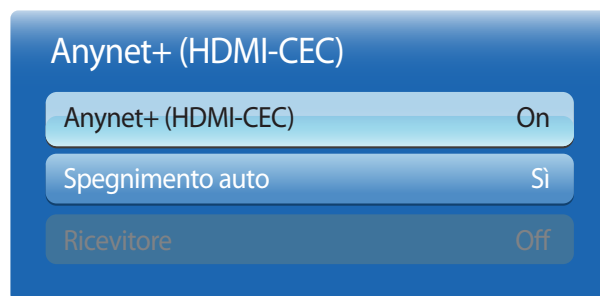 Anynet+ (HDMI-CEC)
Anynet+ (HDMI-CEC) On
Spegnimento auto Sì
Ricevitore Off